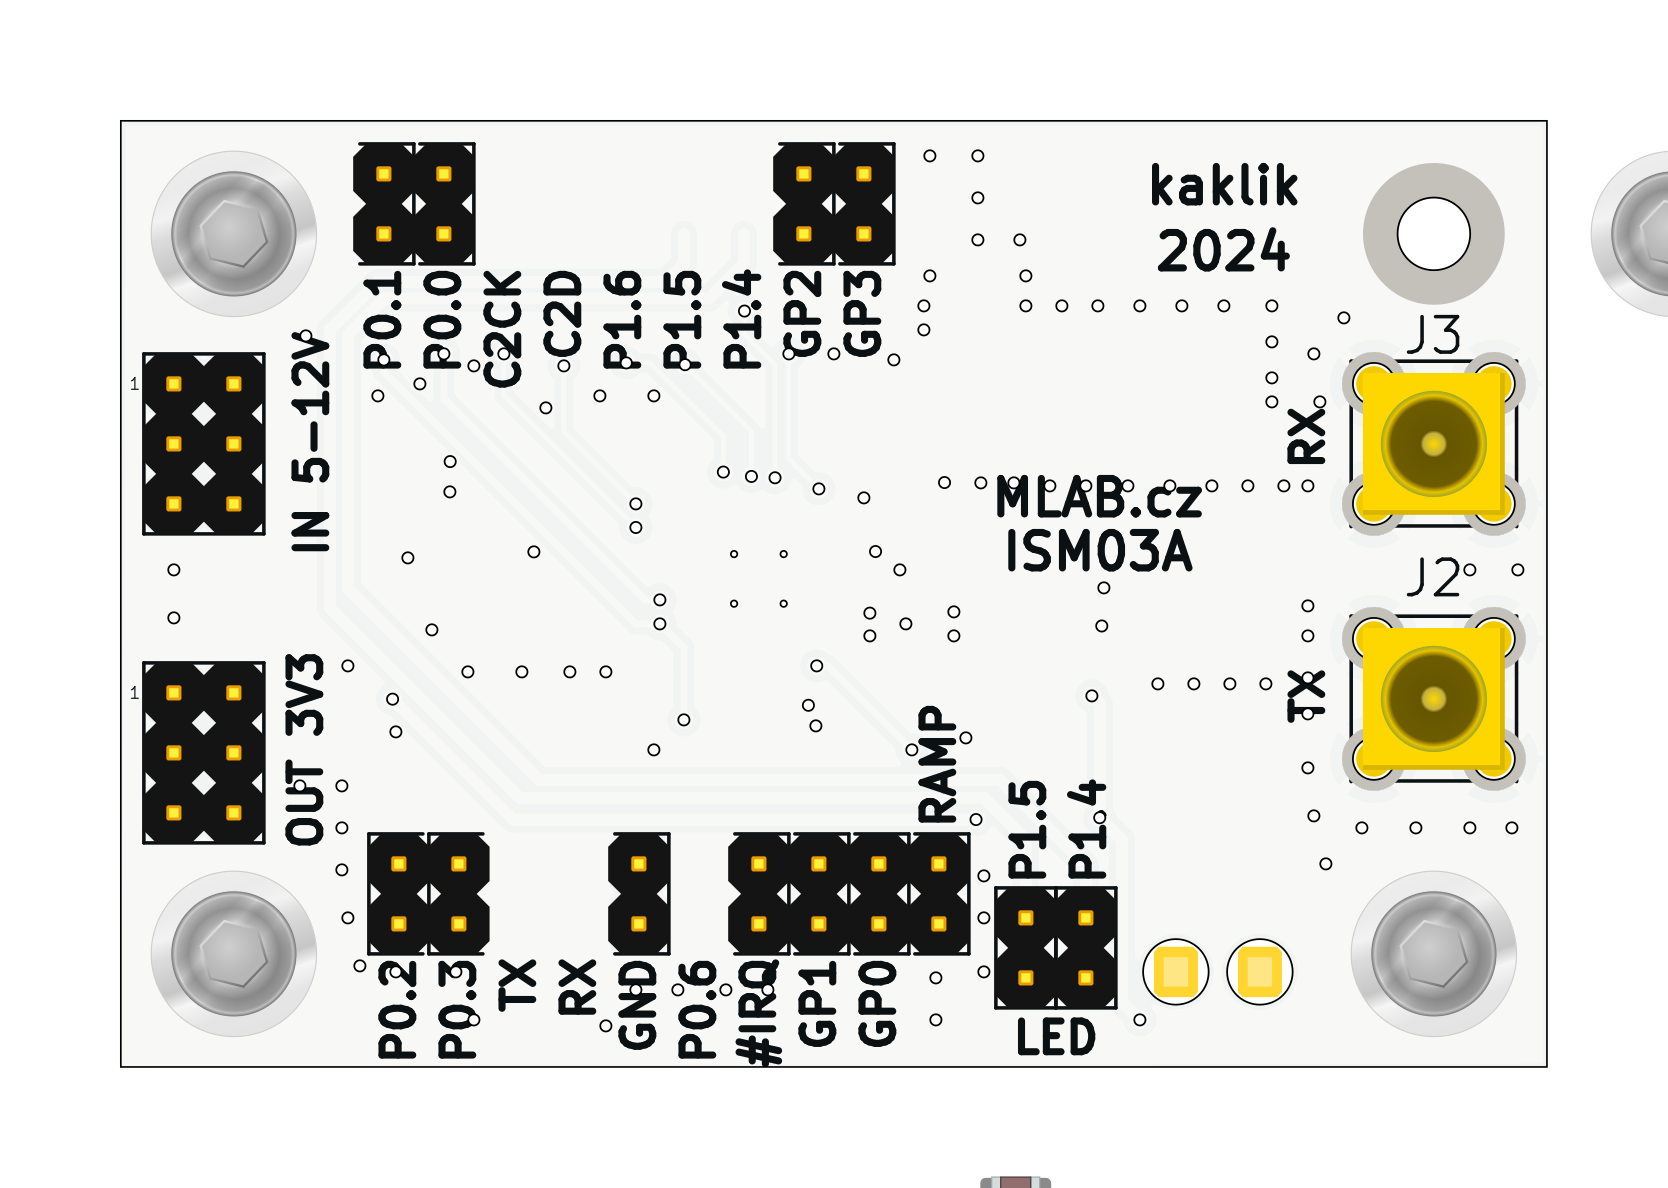 kaklik
2024
P0.1
P0.0
C2CK
C2D
P1.6
P1.5
P1.4
GP2
GP3
J3
1
IN 5-12V
RX
MLAB.cz
ISM03A
J2
1
OUT 3V3
TX
RAMP
P1.5
P1.4
P0.2
P0.3
TX
RX
GND
P0.6
#IRQ
GP1
GP0
LED